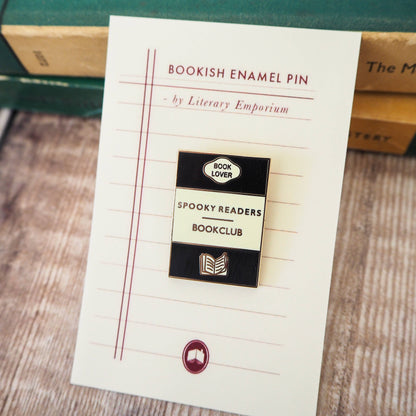 The M
BOOKISH ENAMEL PIN
- by Literary Emporium
BOOK
LOVER
SPOOKY READERS
BOOKCLUB